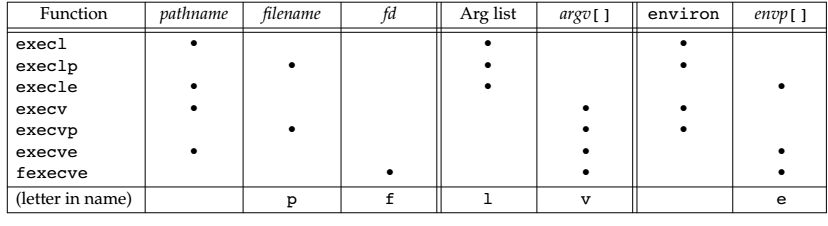 Function pathname filename fd Arg list argv[] environ envp[]
execl • • •
execlp • • •
execle • • •
execv • • •
execvp • • •
execve • • •
fexecve • • •
(letter in name) p f l v e